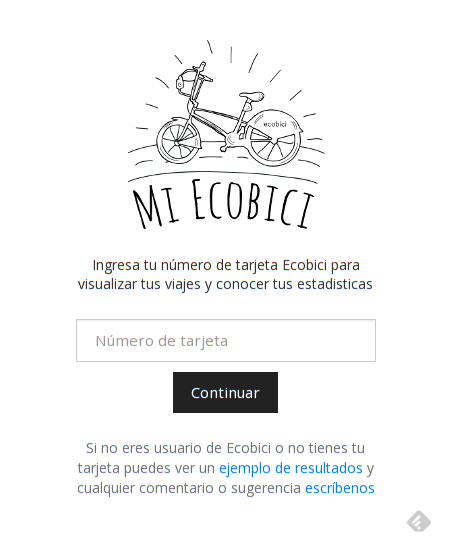 ecobici
MI ECOBICI
Ingresa tu número de tarjeta Ecobici para
visualizar tus viajes y conocer tus estadisticas
Número de tarjeta
Continuar
Si no eres usuario de Ecobici o no tienes tu
tarjeta puedes ver un ejemplo de resultados y
cualquier comentario o sugerencia escríbenos